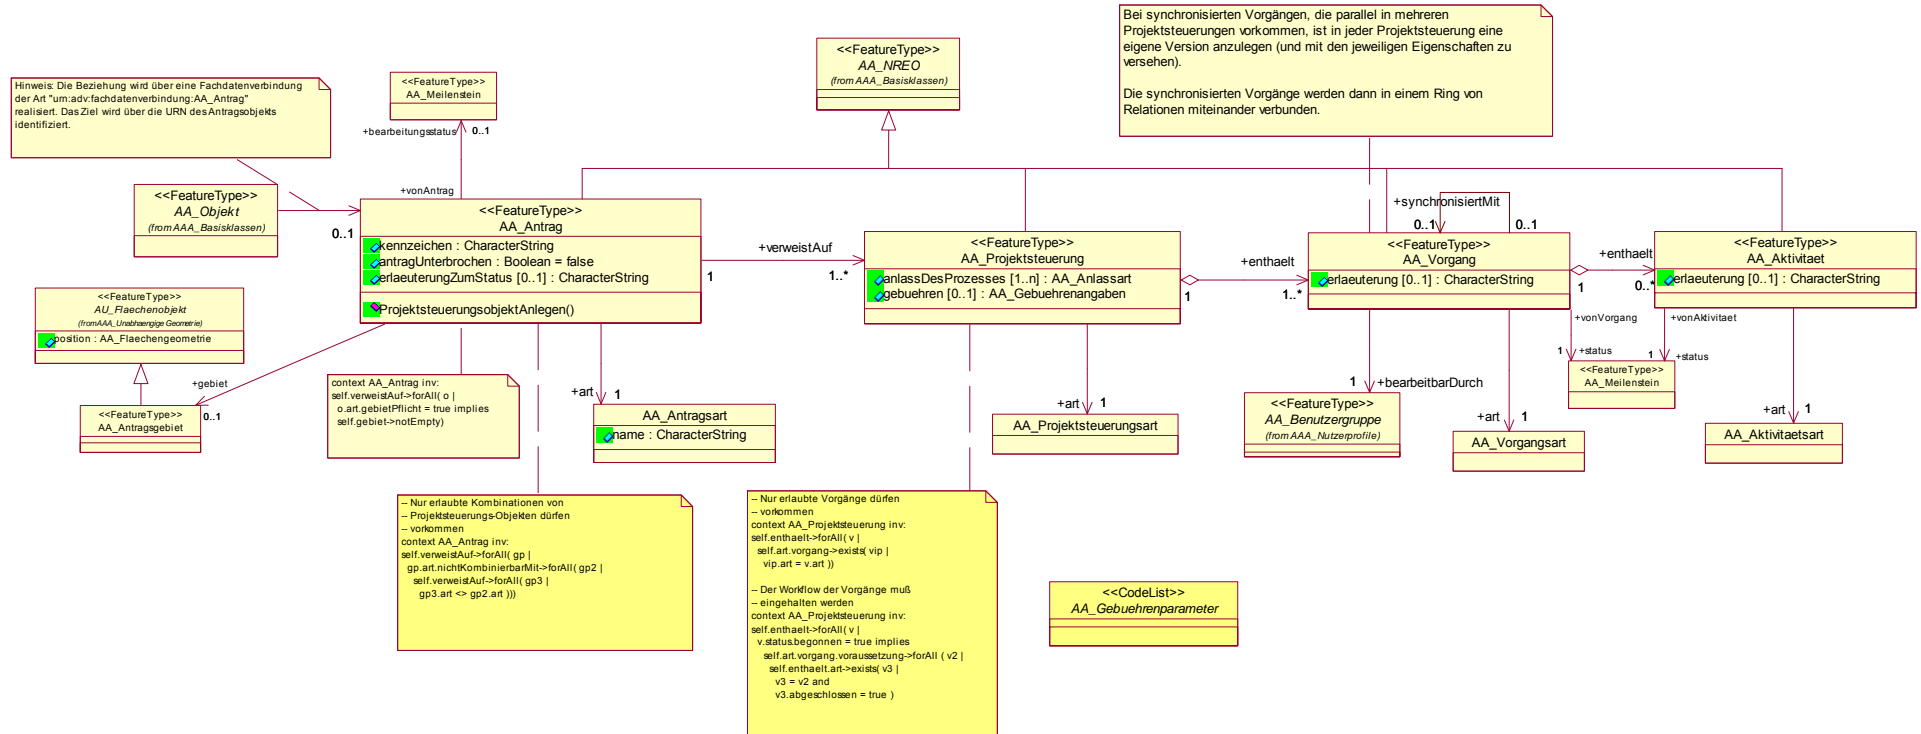 Bei synchronisierten Vorgängen, die parallel in mehreren
Projektsteuerungen vorkommen, ist in jeder Projektsteuerung eine
eigene Version anzulegen (und mit den jeweiligen Eigenschaften zu
versehen).
Die synchronisierten Vorgänge werden dann in einem Ring von
Relationen miteinander verbunden.
<<FeatureType>>
AA_NREO
(from AAA_Basisklassen)
<<FeatureType>>
AA_Meilenstein
+bearbeitungsstatus
0..1
+vonAntrag
Hinweis: Die Beziehung wird über eine Fachdatenverbindung
der Art "urn:adv:fachdatenverbindung:AA_Antrag"
realisiert. Das Ziel wird über die URN des Antragsobjekts
identifiziert.
<<FeatureType>>
AA_Objekt
(from AAA_Basisklassen)
0..1
<<FeatureType>>
AA_Antrag
kennzeichen : CharacterString
antragUnterbrochen : Boolean = false
erlaeuterungZumStatus [0..1] : CharacterString
ProjektsteuerungsobjektAnlegen()
+verweistAuf
1
1..*
<<FeatureType>>
AA_Projektsteuerung
anlassDesProzesses [1..n] : AA_Anlassart
gebuehren [0..1] : AA_Gebuehrenangaben
+enthaelt
1
1..*
+synchronisiertMit
0..1
0..1
<<FeatureType>>
AA_Vorgang
erlaeuterung [0..1] : CharacterString
+enthaelt
1
0..*
<<FeatureType>>
AA_Aktivitaet
erlaeuterung [0..1] : CharacterString
<<FeatureType>>
AU_Flaechenobjekt
(from AAA_Unabhaengige Geometrie)
position : AA_Flaechengeometrie
+gebiet
0..1
<<FeatureType>>
AA_Antragsgebiet
context AA_Antrag inv:
self.verweistAuf->forAll( o |
o.art.gebietPflicht = true implies
self.gebiet->notEmpty)
+art
1
AA_Antragsart
name : CharacterString
+art
1
AA_Projektsteuerungsart
1
+bearbeitbarDurch
<<FeatureType>>
AA_Benutzergruppe
(from AAA_Nutzerprofile)
+art
1
AA_Vorgangsart
+vonVorgang
1
+status
+vonAktivitaet
1
+status
<<FeatureType>>
AA_Meilenstein
+art
1
AA_Aktivitaetsart
-- Nur erlaubte Kombinationen von
-- Projektsteuerungs-Objekten dürfen
-- vorkommen
context AA_Antrag inv:
self.verweistAuf->forAll( gp |
gp.art.nichtKombinierbarMit->forAll( gp2 |
self.verweistAuf->forAll( gp3 |
gp3.art <> gp2.art )))
-- Nur erlaubte Vorgänge dürfen
-- vorkommen
context AA_Projektsteuerung inv:
self.enthaelt->forAll( v |
self.art.vorgang->exists( vip |
vip.art = v.art ))
-- Der Workflow der Vorgänge muß
-- eingehalten werden
context AA_Projektsteuerung inv:
self.enthaelt->forAll( v |
v.status.begonnen = true implies
self.art.vorgang.voraussetzung->forAll ( v2 |
self.enthaelt.art->exists( v3 |
v3 = v2 and
v3.abgeschlossen = true )
<<CodeList>>
AA_Gebuehrenparameter